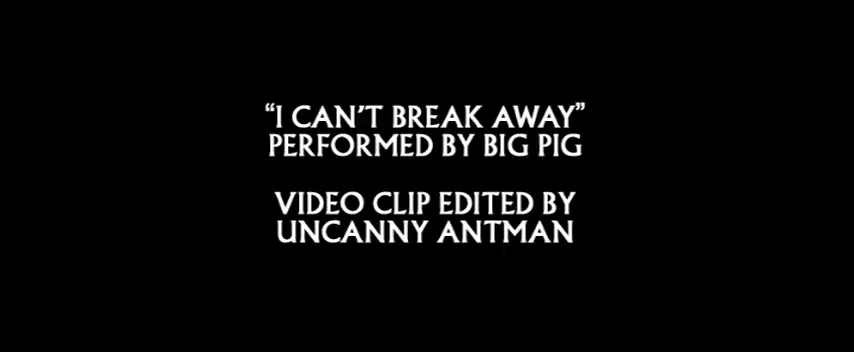 “I CAN’T BREAK AWAY”
PERFORMED BY BIG PIG
VIDEO CLIP EDITED BY
UNCANNY ANTMAN